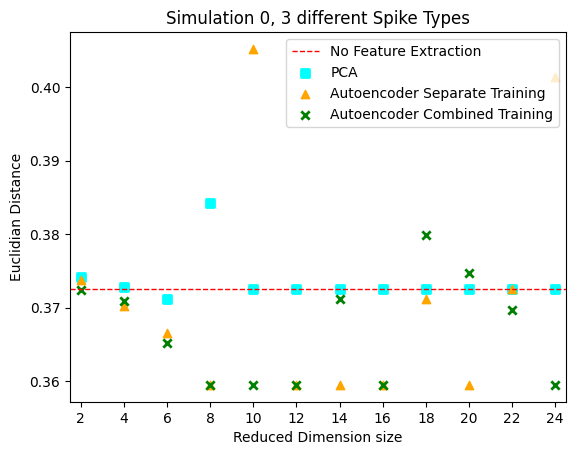 Simulation 0, 3 different Spike Types
No Feature Extraction
PCA
Autoencoder Separate Training
Autoencoder Combined Training
Euclidian Distance
0.40
0.39
0.38
0.37
0.36
2 4 6 8 10 12 14 16 18 20 22 24
Reduced Dimension size